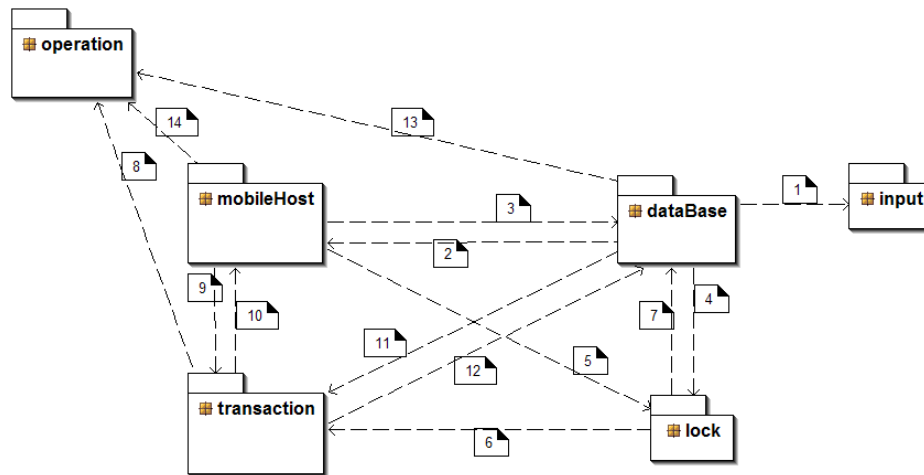 operation
14
13
8
mobileHost
3
dataBase
1
input
2
9
10
7
4
11
12
5
transaction
6
lock